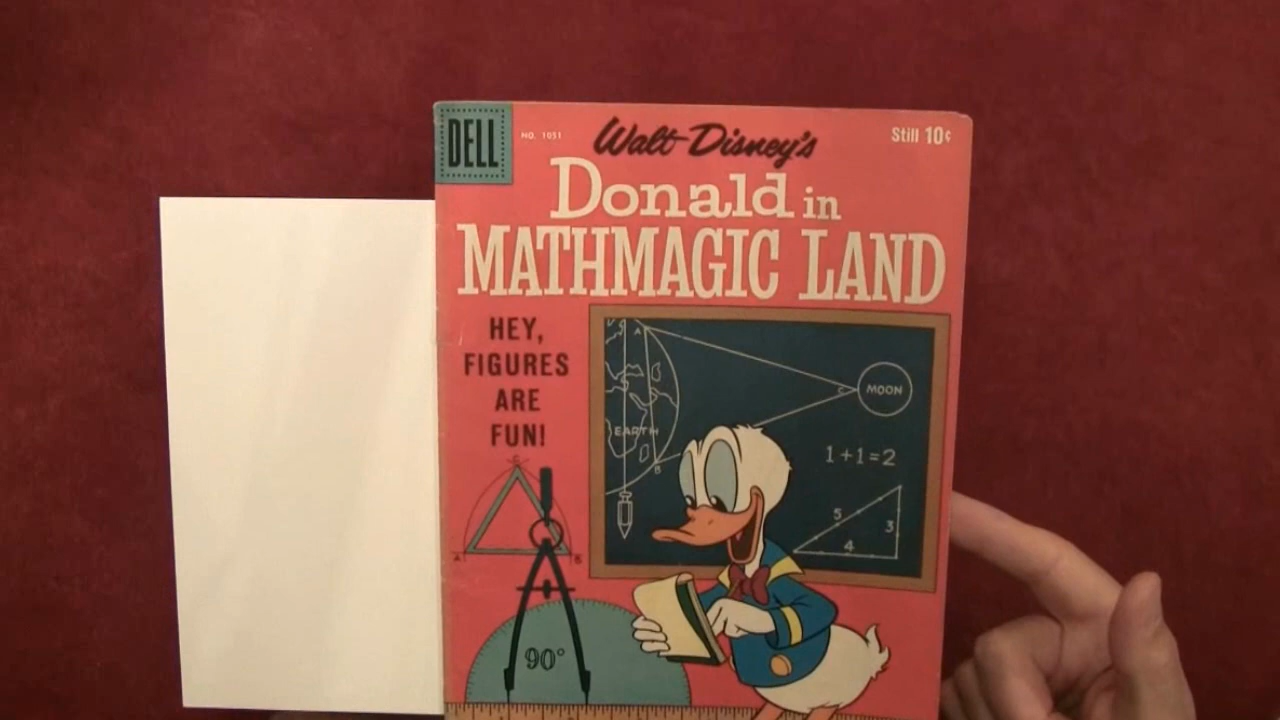 DELL
NO. 1051
Walt Disney's
Still 10¢
Donald in
MATHMAGIC LAND
HEY,
FIGURES
ARE
FUN!
A
C
MOON
EARTH
B
1+1=2
5
3
4
C
A
B
90°